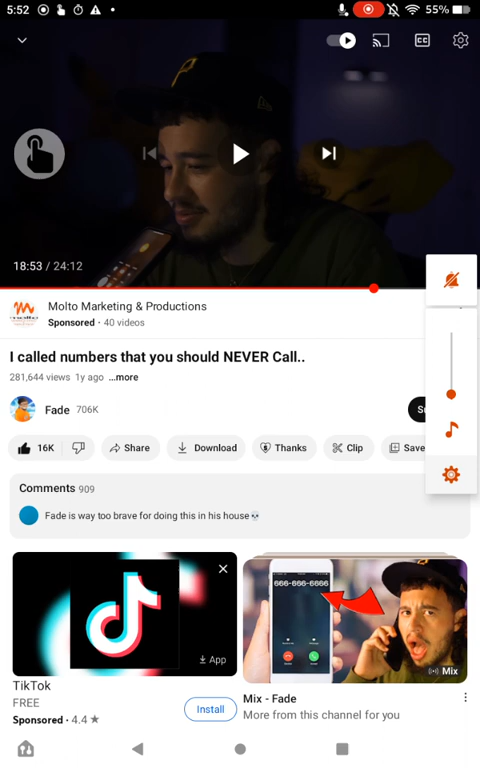 5:52
55%
CC
18:53 / 24:12
Molto Marketing & Productions
Sponsored • 40 videos
I called numbers that you should NEVER Call..
281,644 views 1y ago ...more
Fade 706K
16K
Share
Download
Thanks
Clip
Save
Comments 909
Fade is way too brave for doing this in his house💀
App
666-666-6666
Mix
TikTok
FREE
Sponsored • 4.4 ★
Install
Mix - Fade
More from this channel for you